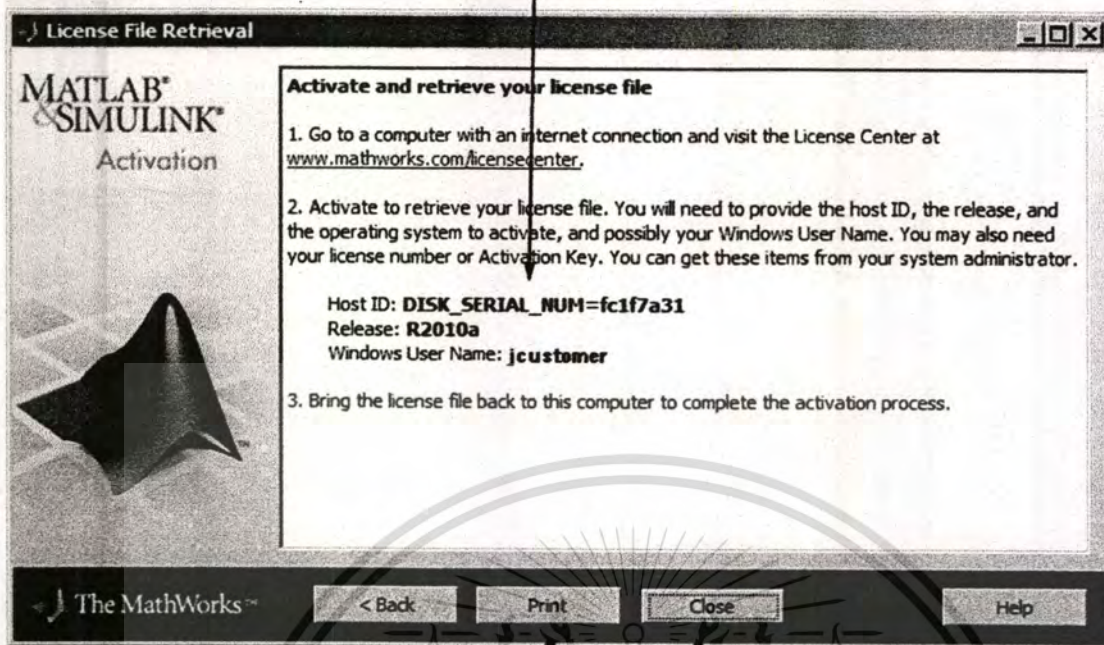 License File Retrieval
MATLAB®
&SIMULINK®
Activation
Activate and retrieve your license file
1. Go to a computer with an internet connection and visit the License Center at
www.mathworks.com/licensecenter.
2. Activate to retrieve your license file. You will need to provide the host ID, the release, and
the operating system to activate, and possibly your Windows User Name. You may also need
your license number or Activation Key. You can get these items from your system administrator.
Host ID: DISK_SERIAL_NUM=fc1f7a31
Release: R2010a
Windows User Name: jcustomer
3. Bring the license file back to this computer to complete the activation process.
The MathWorks™
< Back
Print
Close
Help